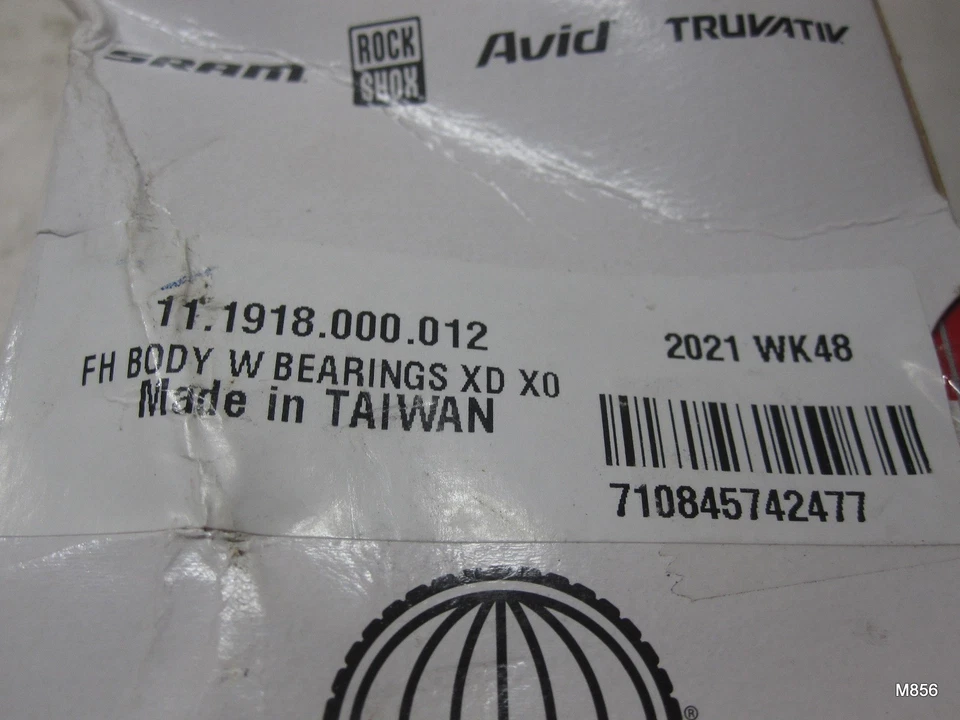 SRAM ROCK SHOX Avid TRUVATIV
11.1918.000.012
FH BODY W BEARINGS XD X0
Made in TAIWAN
2021 WK48
710845742477
®
M856